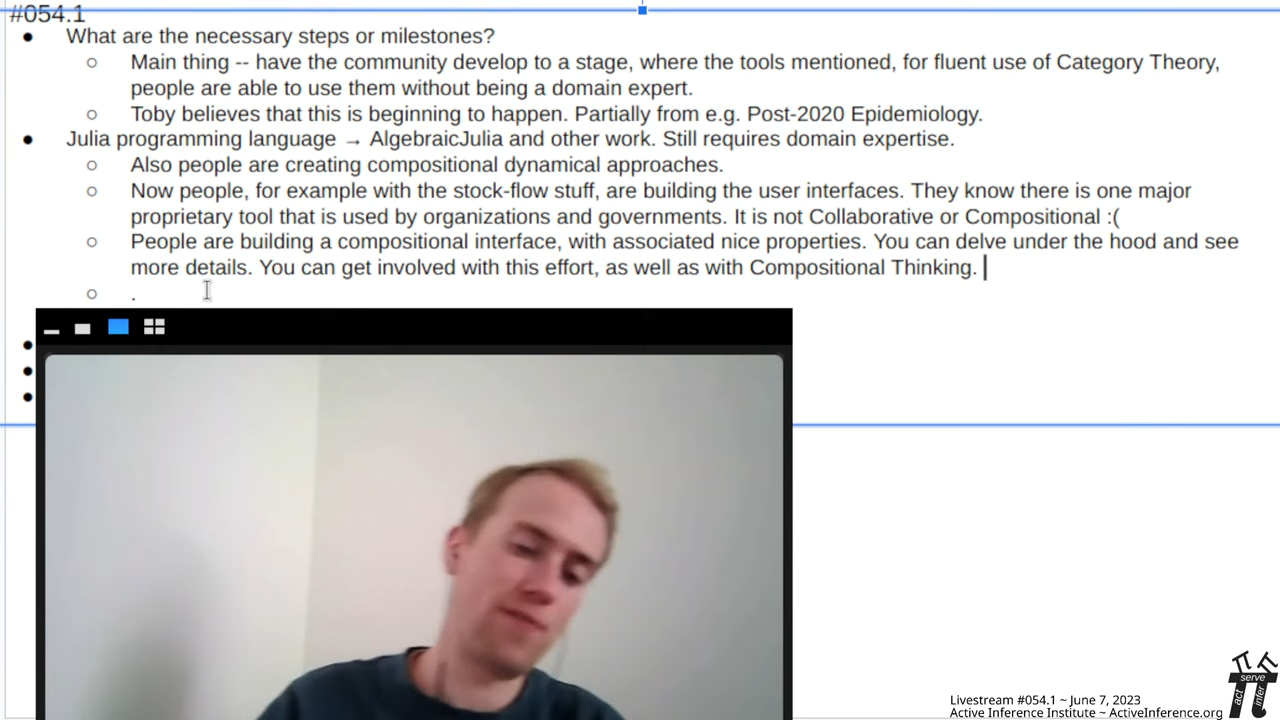 #054.1
● What are the necessary steps or milestones?
○ Main thing -- have the community develop to a stage, where the tools mentioned, for fluent use of Category Theory,
people are able to use them without being a domain expert.
○ Toby believes that this is beginning to happen. Partially from e.g. Post-2020 Epidemiology.
● Julia programming language → AlgebraicJulia and other work. Still requires domain expertise.
○ Also people are creating compositional dynamical approaches.
○ Now people, for example with the stock-flow stuff, are building the user interfaces. They know there is one major
proprietary tool that is used by organizations and governments. It is not Collaborative or Compositional :(
○ People are building a compositional interface, with associated nice properties. You can delve under the hood and see
more details. You can get involved with this effort, as well as with Compositional Thinking.
○ .
Livestream #054.1 ~ June 7, 2023
Active Inference Institute ~ ActiveInference.org
act
serve
infer